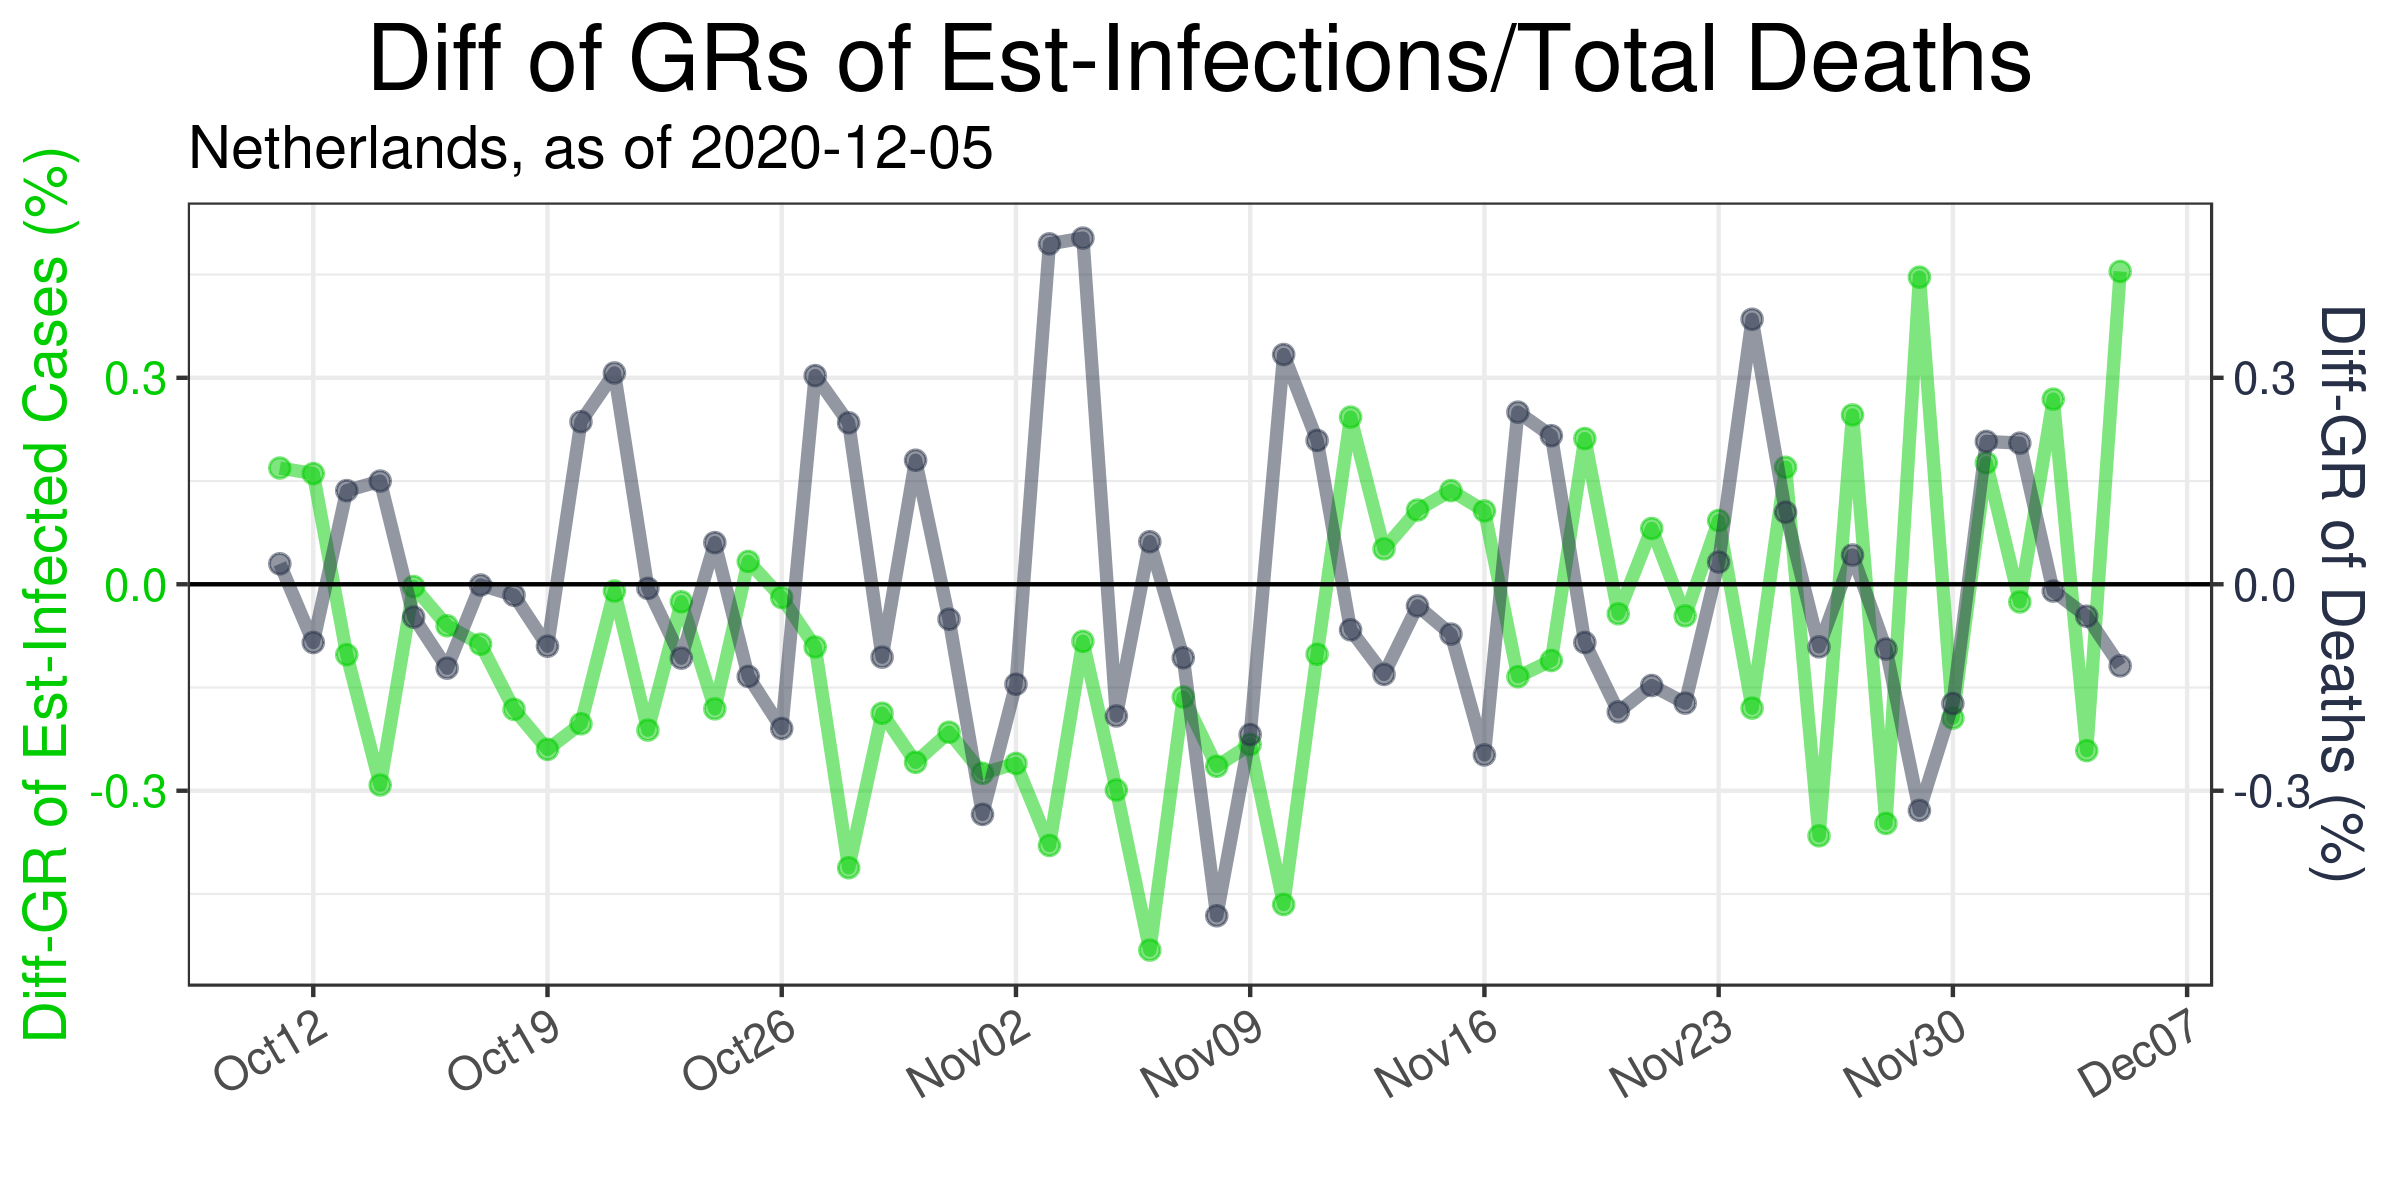 Diff of GRs of Est-Infections/Total Deaths
Netherlands, as of 2020-12-05
Diff-GR of Est-Infected Cases (%)
0.3
0.0
-0.3
0.3
0.0
-0.3
Diff-GR of Deaths (%)
Oct12
Oct19
Oct26
Nov02
Nov09
Nov16
Nov23
Nov30
Dec07